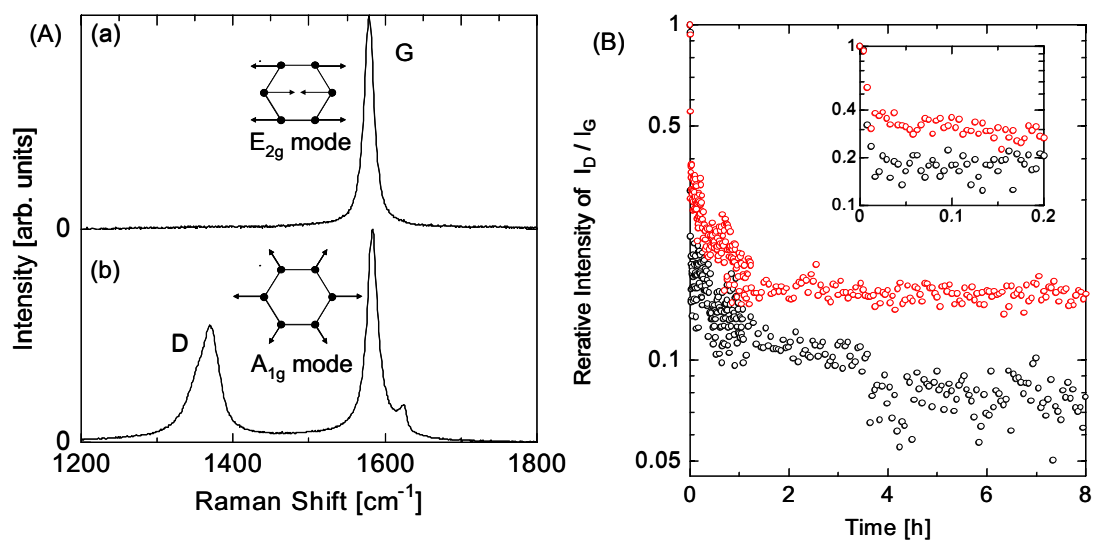 (A)
(a)
G
E2g mode
0
(b)
D
A1g mode
0
Intensity [arb. units]
1200 1400 1600 1800
Raman Shift [cm-1]
(B)
1
0.5
0.1
0.05
Rerative Intensity of ID / IG
0 2 4 6 8
Time [h]
1
0.4
0.2
0.1
0 0.1 0.2